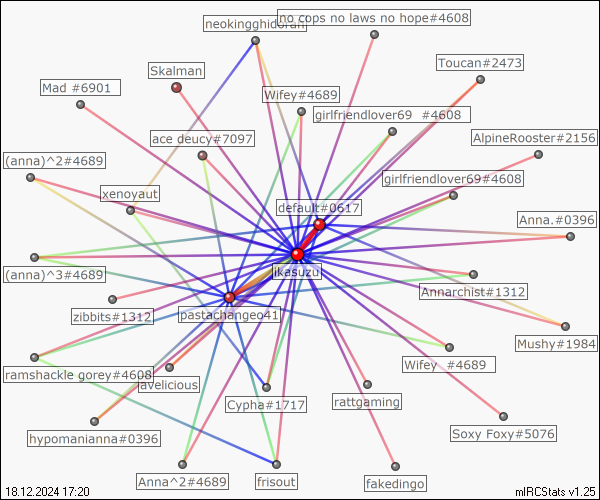 no cops no laws no hope#4608
neokingghidorah
Toucan#2473
Skalman
Mad #6901
Wifey#4689
girlfriendlover69 #4608
ace deucy#7097
AlpineRooster#2156
(anna)^2#4689
girlfriendlover69#4608
xenoyaut
default#0617
Anna.#0396
(anna)^3#4689
likasuzu
Annarchist#1312
zibbits#1312
pastachangeo41
Mushy#1984
Wifey #4689
ramshackle gorey#4608
lavelicious
Cypha#1717
rattgaming
Soxy Foxy#5076
hypomanianna#0396
Anna^2#4689
frisout
fakedingo
18.12.2024 17:20
mIRCStats v1.25